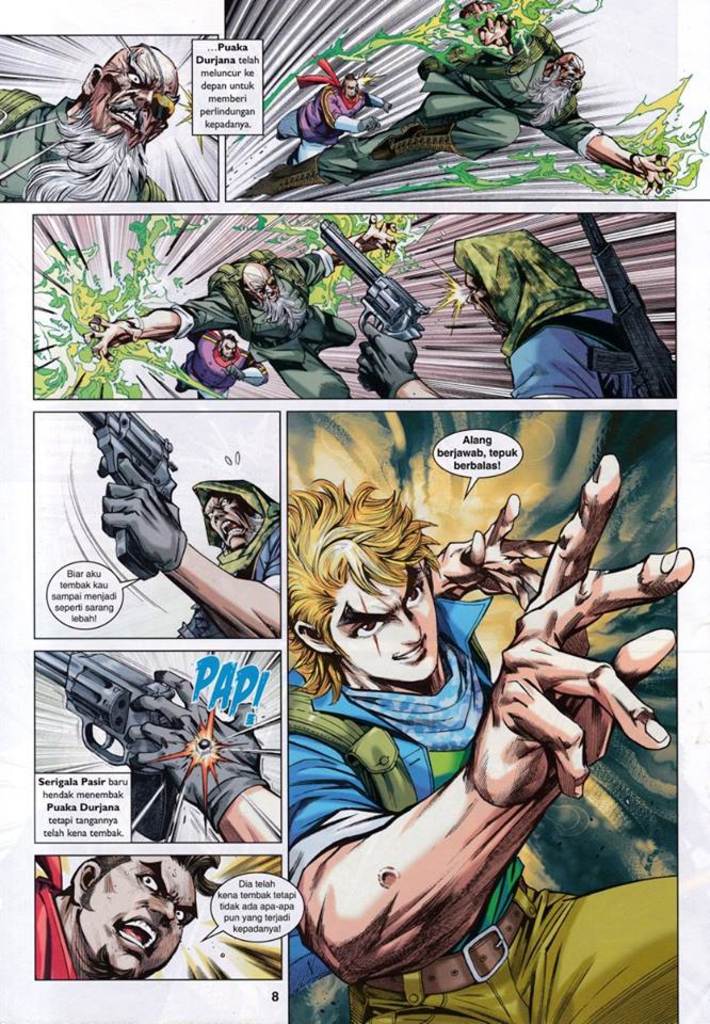 ...Puaka
Durjana telah
meluncur ke
depan untuk
memberi
perlindungan
kepadanya.
Biar aku
tembak kau
sampai menjadi
seperti sarang
lebah!
Alang
berjawab, tepuk
berbalas!
PAP!
Serigala Pasir baru
hendak menembak
Puaka Durjana
tetapi tangannya
telah kena tembak.
Dia telah
kena tembak tetapi
tidak ada apa-apa
pun yang terjadi
kepadanya!
8